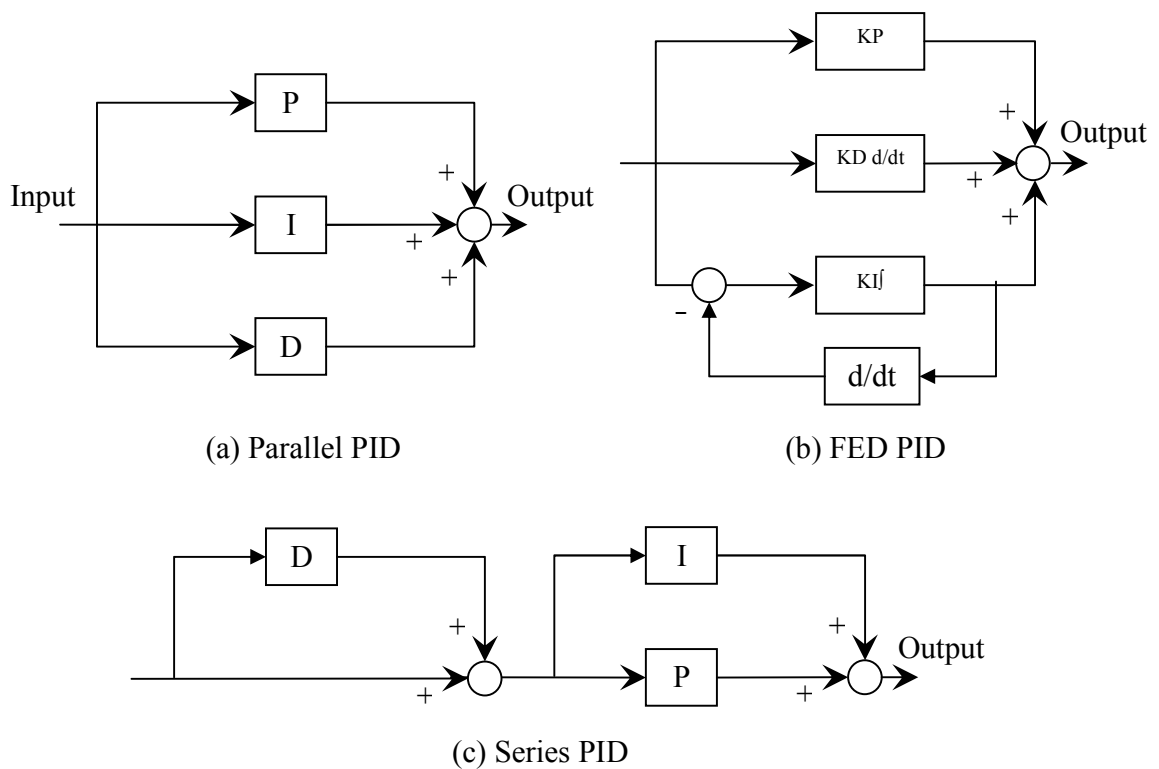 P
+
Input
I
+
Output
+
D
(a) Parallel PID
KP
+
Output
KD d/dt
+
+
KI∫
-
d/dt
(b) FED PID
D
+
+
I
+
Output
P
+
(c) Series PID